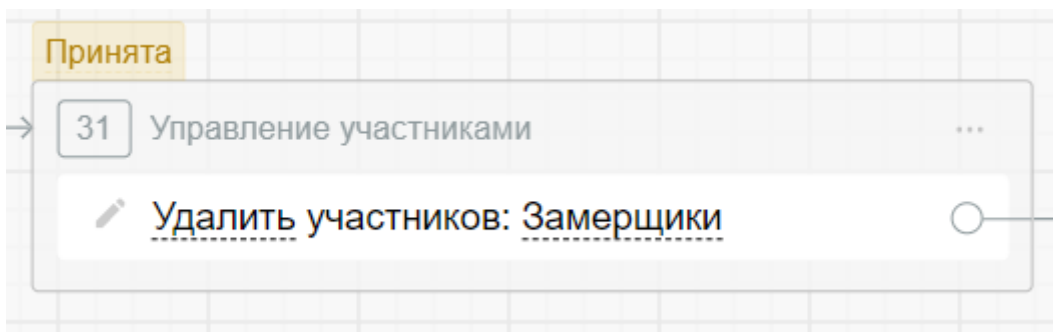 Принята
31 Управление участниками ...
Удалить участников: Замерщики